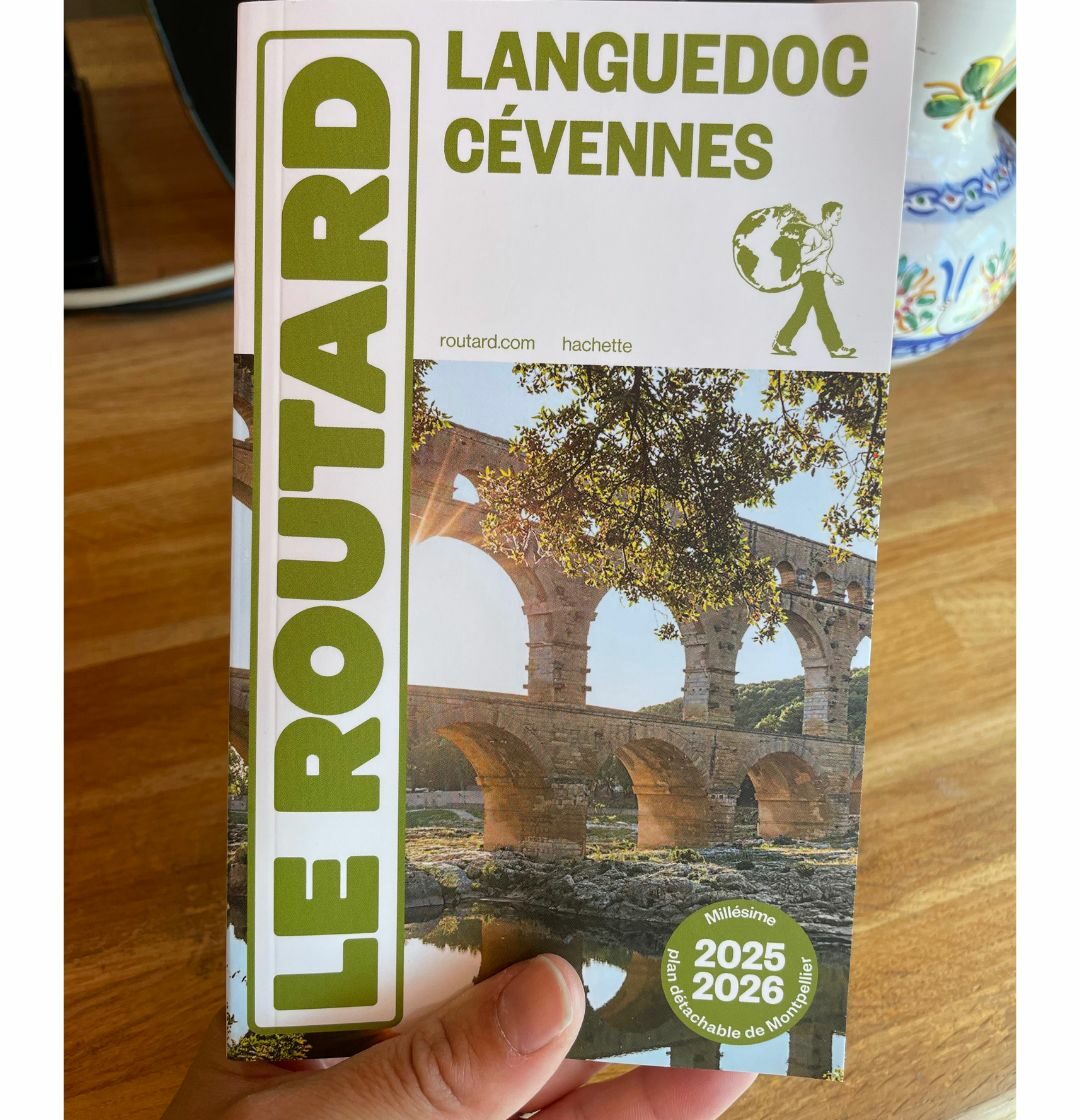 LE ROUTARD
LANGUEDOC
CÉVENNES
routard.com hachette
Millésime
2025
2026
plan détachable de Montpellier